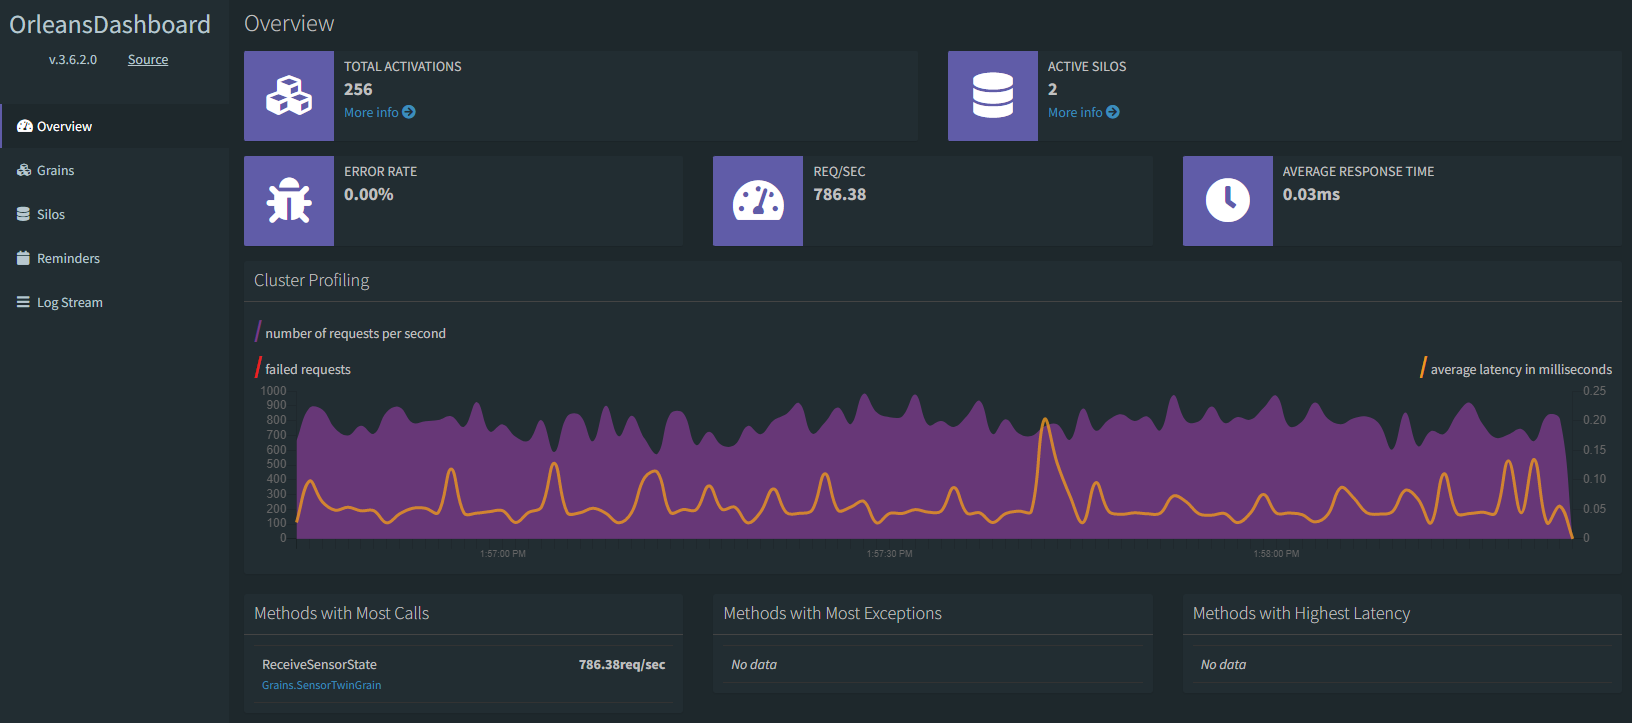 OrleansDashboard
v.3.6.2.0 Source
Overview
Grains
Silos
Reminders
Log Stream
Overview
TOTAL ACTIVATIONS
256
More info
ACTIVE SILOS
2
More info
ERROR RATE
0.00%
REQ/SEC
786.38
AVERAGE RESPONSE TIME
0.03ms
Cluster Profiling
number of requests per second
failed requests
average latency in milliseconds
1000
900
800
700
600
500
400
300
200
100
0
0.25
0.20
0.15
0.10
0.05
0
1:57:00 PM
1:57:30 PM
1:58:00 PM
Methods with Most Calls
ReceiveSensorState 786.38req/sec
Grains.SensorTwinGrain
Methods with Most Exceptions
No data
Methods with Highest Latency
No data